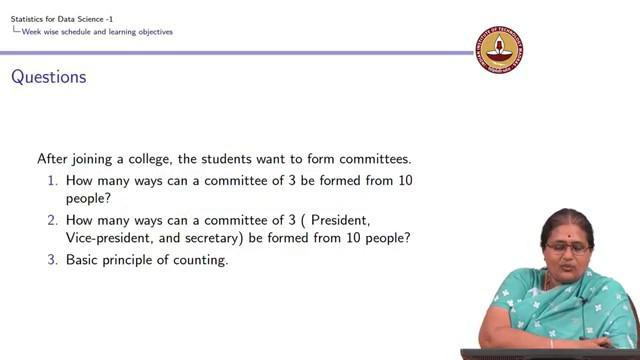 Statistics for Data Science -1
Week wise schedule and learning objectives
Questions
After joining a college, the students want to form committees.
1. How many ways can a committee of 3 be formed from 10
people?
2. How many ways can a committee of 3 ( President,
Vice-president, and secretary) be formed from 10 people?
3. Basic principle of counting.